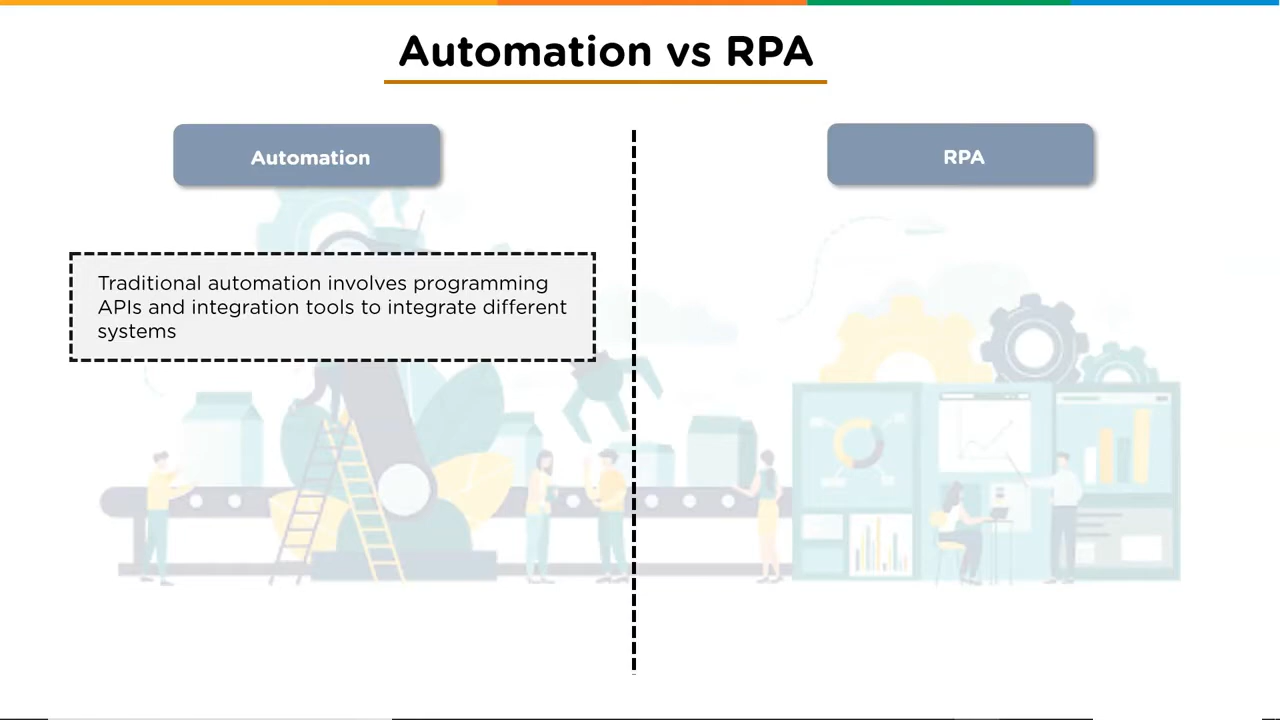 Automation vs RPA
Automation
RPA
Traditional automation involves programming
APIs and integration tools to integrate different
systems